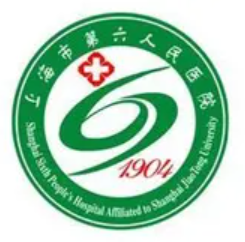 上海市第六人民医院
1904
Shanghai Sixth People's Hospital Affiliated to Shanghai JiaoTong University